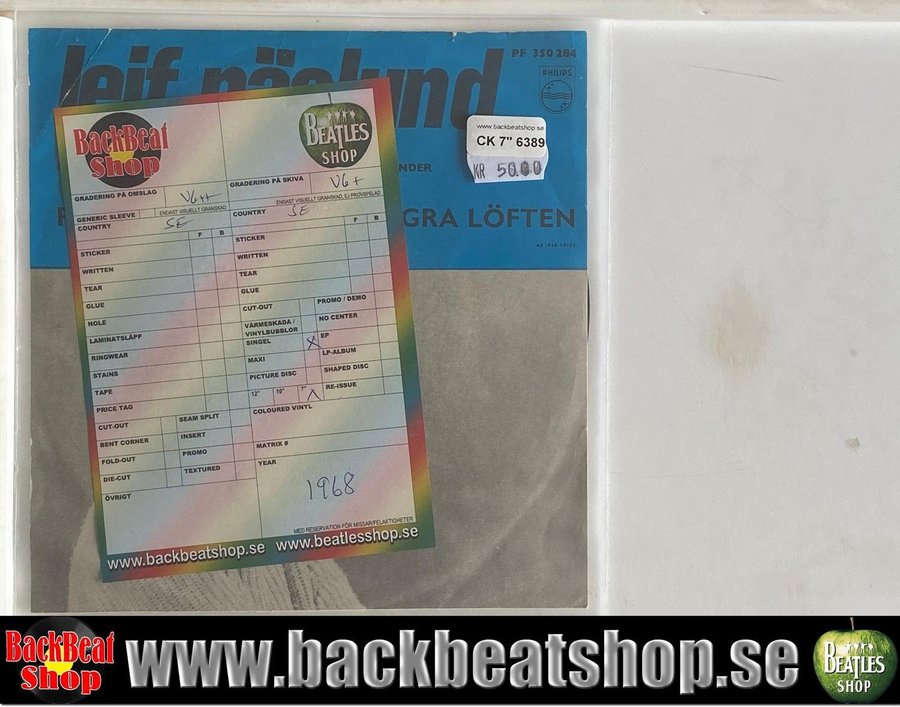 PF 350 284
leif näslund
PHILIPS
www.backbeatshop.se
CK 7" 6389
KR 50.00
NDER
GRA LÖFTEN
BackBeat
Shop
BEATLES
SHOP
GRADERING PÅ OMSLAG VG++
GRADERING PÅ SKIVA VG+
ENDAST VISUELLT GRANSKAD
ENDAST VISUELLT GRANSKAD, EJ PROVSPELAD
GENERIC SLEEVE
COUNTRY SE
F B
STICKER
WRITTEN
TEAR
GLUE
HOLE
LAMINATSLÄPP
RINGWEAR
STAINS
TAPE
PRICE TAG
CUT-OUT
BEAM SPLIT
BENT CORNER
INSERT
FOLD-OUT
PROMO
DIE-CUT
TEXTURED
ÖVRIGT
COUNTRY SE
F B
STICKER
WRITTEN
TEAR
GLUE
CUT-OUT
PROMO / DEMO
VÄRMESKADA /
VINYLBUBBLOR
NO CENTER
SINGEL X
EP
MAXI
LP-ALBUM
PICTURE DISC
SHAPED DISC
12" 10" 7"
RE-ISSUE
COLOURED VINYL
MATRIX #
YEAR
1968
MED RESERVATION FÖR MISSAR/FELAKTIGHETER
www.backbeatshop.se www.beatlesshop.se
BackBeat
Shop
www.backbeatshop.se
BEATLES
SHOP